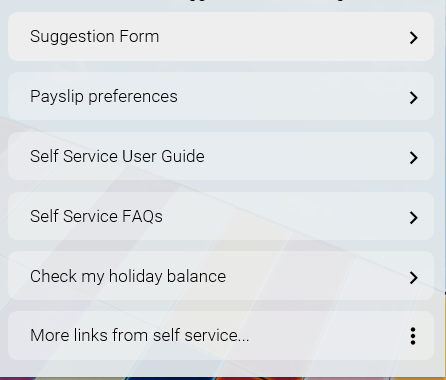 Suggestion Form
Payslip preferences
Self Service User Guide
Self Service FAQs
Check my holiday balance
More links from self service...